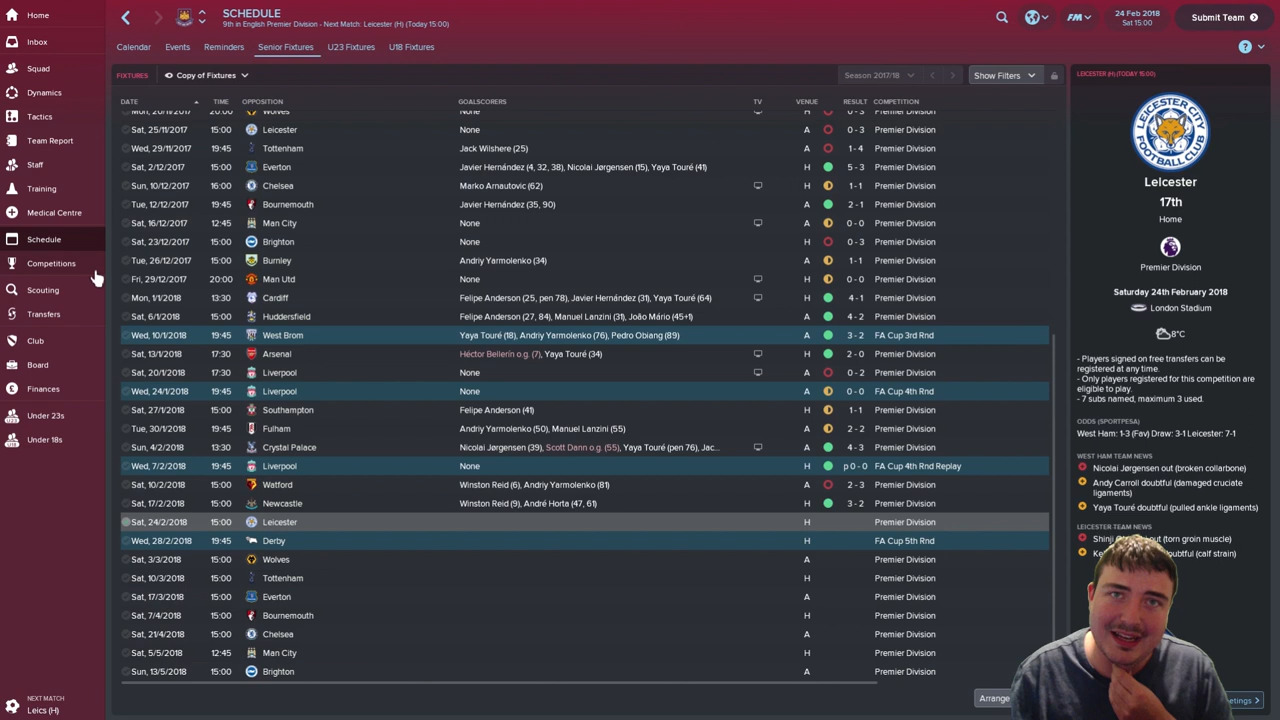 SCHEDULE
9th in English Premier Division - Next Match: Leicester (H) (Today 15:00)
24 Feb 2018
Sat 15:00
FM
Submit Team
Home
Inbox
Squad
Dynamics
Tactics
Team Report
Staff
Training
Medical Centre
Schedule
Competitions
Scouting
Transfers
Club
Board
Finances
Under 23s
Under 18s
NEXT MATCH
Leics (H)
Calendar Events Reminders Senior Fixtures U23 Fixtures U18 Fixtures
FIXTURES Copy of Fixtures Season 2017/18 Show Filters
DATE TIME OPPOSITION GOALSCORERS TV VENUE RESULT COMPETITION
Mon, 20/11/2017 20:00 Wolves None H 0 - 3 Premier Division
Sat, 25/11/2017 15:00 Leicester None A 0 - 3 Premier Division
Wed, 29/11/2017 19:45 Tottenham Jack Wilshere (25) A 1 - 4 Premier Division
Sat, 2/12/2017 15:00 Everton Javier Hernández (4, 32, 38), Nicolai Jørgensen (15), Yaya Touré (41) H 5 - 3 Premier Division
Sun, 10/12/2017 16:00 Chelsea Marko Arnautovic (62) H 1 - 1 Premier Division
Tue, 12/12/2017 19:45 Bournemouth Javier Hernández (35, 90) A 2 - 1 Premier Division
Sat, 16/12/2017 12:45 Man City None A 0 - 0 Premier Division
Sat, 23/12/2017 15:00 Brighton None H 0 - 3 Premier Division
Tue, 26/12/2017 15:00 Burnley Andriy Yarmolenko (34) A 1 - 1 Premier Division
Fri, 29/12/2017 20:00 Man Utd None A 0 - 0 Premier Division
Mon, 1/1/2018 13:30 Cardiff Felipe Anderson (25, pen 78), Javier Hernández (31), Yaya Touré (64) H 4 - 1 Premier Division
Sat, 6/1/2018 15:00 Huddersfield Felipe Anderson (27, 84), Manuel Lanzini (31), João Mário (45+1) A 4 - 2 Premier Division
Wed, 10/1/2018 19:45 West Brom Yaya Touré (18), Andriy Yarmolenko (76), Pedro Obiang (89) A 3 - 2 FA Cup 3rd Rnd
Sat, 13/1/2018 17:30 Arsenal Héctor Bellerín o.g. (7), Yaya Touré (34) H 2 - 0 Premier Division
Sat, 20/1/2018 17:30 Liverpool None A 0 - 2 Premier Division
Wed, 24/1/2018 19:45 Liverpool None A 0 - 0 FA Cup 4th Rnd
Sat, 27/1/2018 15:00 Southampton Felipe Anderson (41) H 1 - 1 Premier Division
Tue, 30/1/2018 19:45 Fulham Andriy Yarmolenko (50), Manuel Lanzini (55) A 2 - 2 Premier Division
Sun, 4/2/2018 13:30 Crystal Palace Nicolai Jørgensen (39), Scott Dann o.g. (55), Yaya Touré (pen 76), Jac... H 4 - 3 Premier Division
Wed, 7/2/2018 19:45 Liverpool None H p 0 - 0 FA Cup 4th Rnd Replay
Sat, 10/2/2018 15:00 Watford Winston Reid (6), Andriy Yarmolenko (81) A 2 - 3 Premier Division
Sat, 17/2/2018 15:00 Newcastle Winston Reid (9), André Horta (47, 61) H 3 - 2 Premier Division
Sat, 24/2/2018 15:00 Leicester H Premier Division
Wed, 28/2/2018 19:45 Derby H FA Cup 5th Rnd
Sat, 3/3/2018 15:00 Wolves A Premier Division
Sat, 10/3/2018 15:00 Tottenham H Premier Division
Sat, 17/3/2018 15:00 Everton A Premier Division
Sat, 7/4/2018 15:00 Bournemouth H Premier Division
Sat, 21/4/2018 15:00 Chelsea A Premier Division
Sat, 5/5/2018 12:45 Man City H Premier Division
Sun, 13/5/2018 15:00 Brighton A Premier Division
Arrange
LEICESTER (H) (TODAY 15:00)
LEICESTER CITY
FOOTBALL CLUB
Leicester
17th
Home
Premier Division
Saturday 24th February 2018
London Stadium
8°C
- Players signed on free transfers can be
registered at any time.
- Only players registered for this competition are
eligible to play.
- 7 subs named, maximum 3 used.
ODDS (SPORTPESA)
West Ham: 1-3 (Fav) Draw: 3-1 Leicester: 7-1
WEST HAM TEAM NEWS
Nicolai Jørgensen out (broken collarbone)
Andy Carroll doubtful (damaged cruciate
ligaments)
Yaya Touré doubtful (pulled ankle ligaments)
LEICESTER TEAM NEWS
Shinji out (torn groin muscle)
doubtful (calf strain)